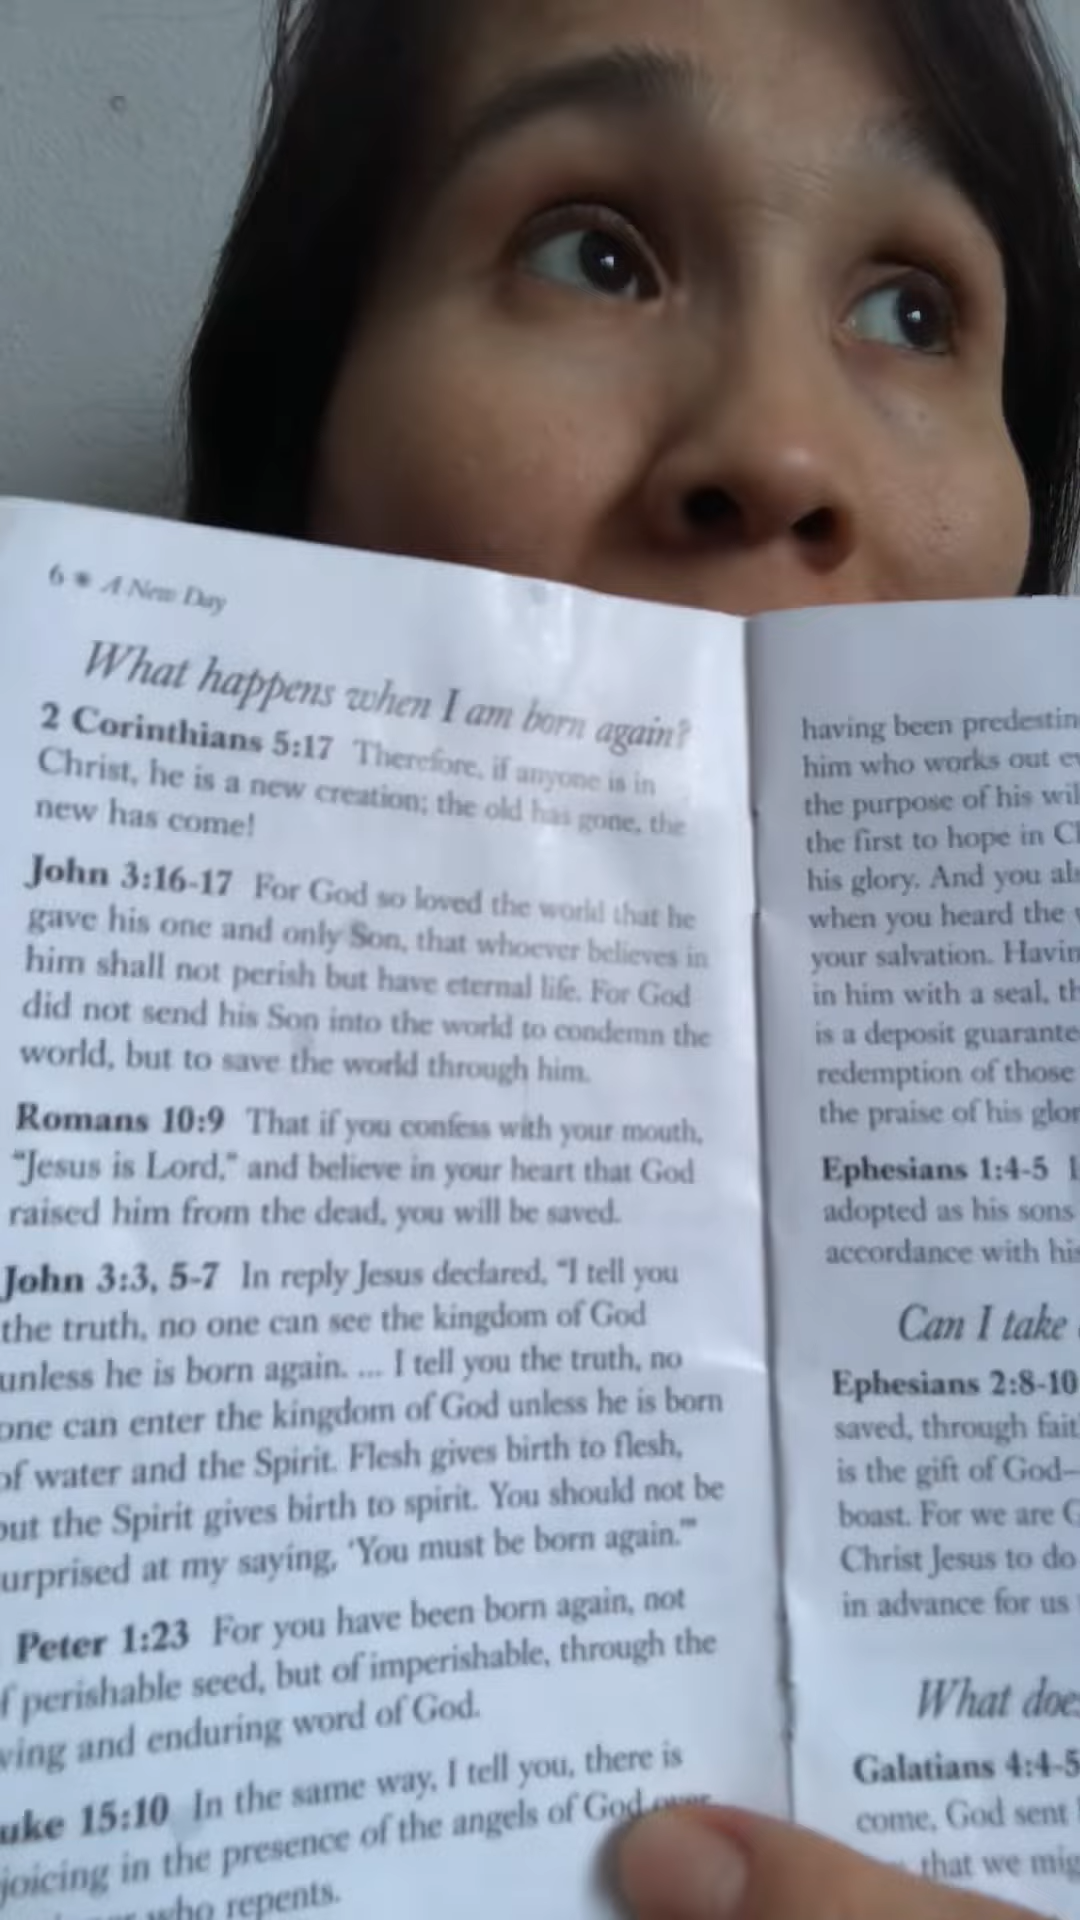 6 * A New Day
What happens when I am born again?
2 Corinthians 5:17 Therefore, if anyone is in
Christ, he is a new creation; the old has gone, the
new has come!
John 3:16-17 For God so loved the world that he
gave his one and only Son, that whoever believes in
him shall not perish but have eternal life. For God
did not send his Son into the world to condemn the
world, but to save the world through him.
Romans 10:9 That if you confess with your mouth,
"Jesus is Lord," and believe in your heart that God
raised him from the dead, you will be saved.
John 3:3, 5-7 In reply Jesus declared, "I tell you
the truth, no one can see the kingdom of God
unless he is born again. ... I tell you the truth, no
one can enter the kingdom of God unless he is born
of water and the Spirit. Flesh gives birth to flesh,
but the Spirit gives birth to spirit. You should not be
urprised at my saying, 'You must be born again.'"
Peter 1:23 For you have been born again, not
f perishable seed, but of imperishable, through the
ving and enduring word of God.
uke 15:10 In the same way, I tell you, there is
joicing in the presence of the angels of God over
who repents.
having been predestin
him who works out ev
the purpose of his wil
the first to hope in Ch
his glory. And you als
when you heard the
your salvation. Havin
in him with a seal, th
is a deposit guarante
redemption of those
the praise of his glor
Ephesians 1:4-5
adopted as his sons
accordance with his
Can I take
Ephesians 2:8-10
saved, through fait
is the gift of God—
boast. For we are G
Christ Jesus to do
in advance for us
What doe
Galatians 4:4-5
come, God sent
that we mig